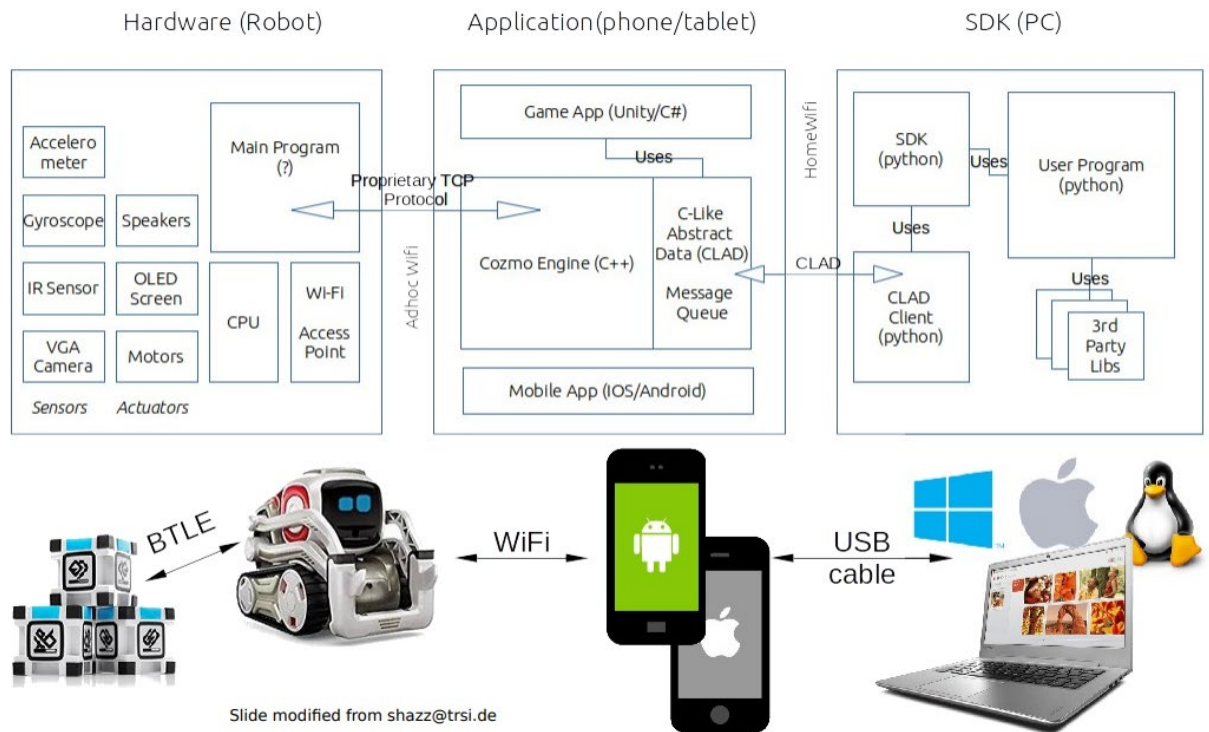 Hardware (Robot)
Application(phone/tablet)
SDK (PC)
Accelero
meter
Gyroscope
IR Sensor
VGA
Camera
Sensors
Speakers
OLED
Screen
Motors
Actuators
Main Program
(?)
CPU
WI-FI
Access
Point
Proprietary TCP
Protocol
Adhoc Wifi
Game App (Unity/C#)
Uses
Cozmo Engine (C++)
C-Like
Abstract
Data (CLAD)
Message
Queue
Mobile App (IOS/Android)
HomeWifi
CLAD
SDK
(python)
Uses
CLAD
Client
(python)
Uses
User Program
(python)
Uses
3rd
Party
Libs
BTLE
WiFi
USB
cable
TM
Slide modified from shazz@trsi.de